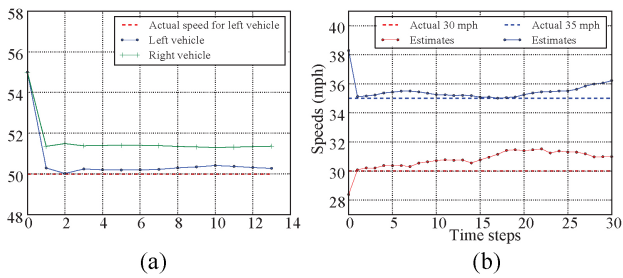 58
56
54
52
50
48
0
2
4
6
8
10
12
14
Actual speed for left vehicle
Left vehicle
Right vehicle
(a)
Speeds (mph)
40
38
36
34
32
30
28
0
5
10
15
20
25
30
Time steps
Actual 30 mph
Estimates
Actual 35 mph
Estimates
(b)